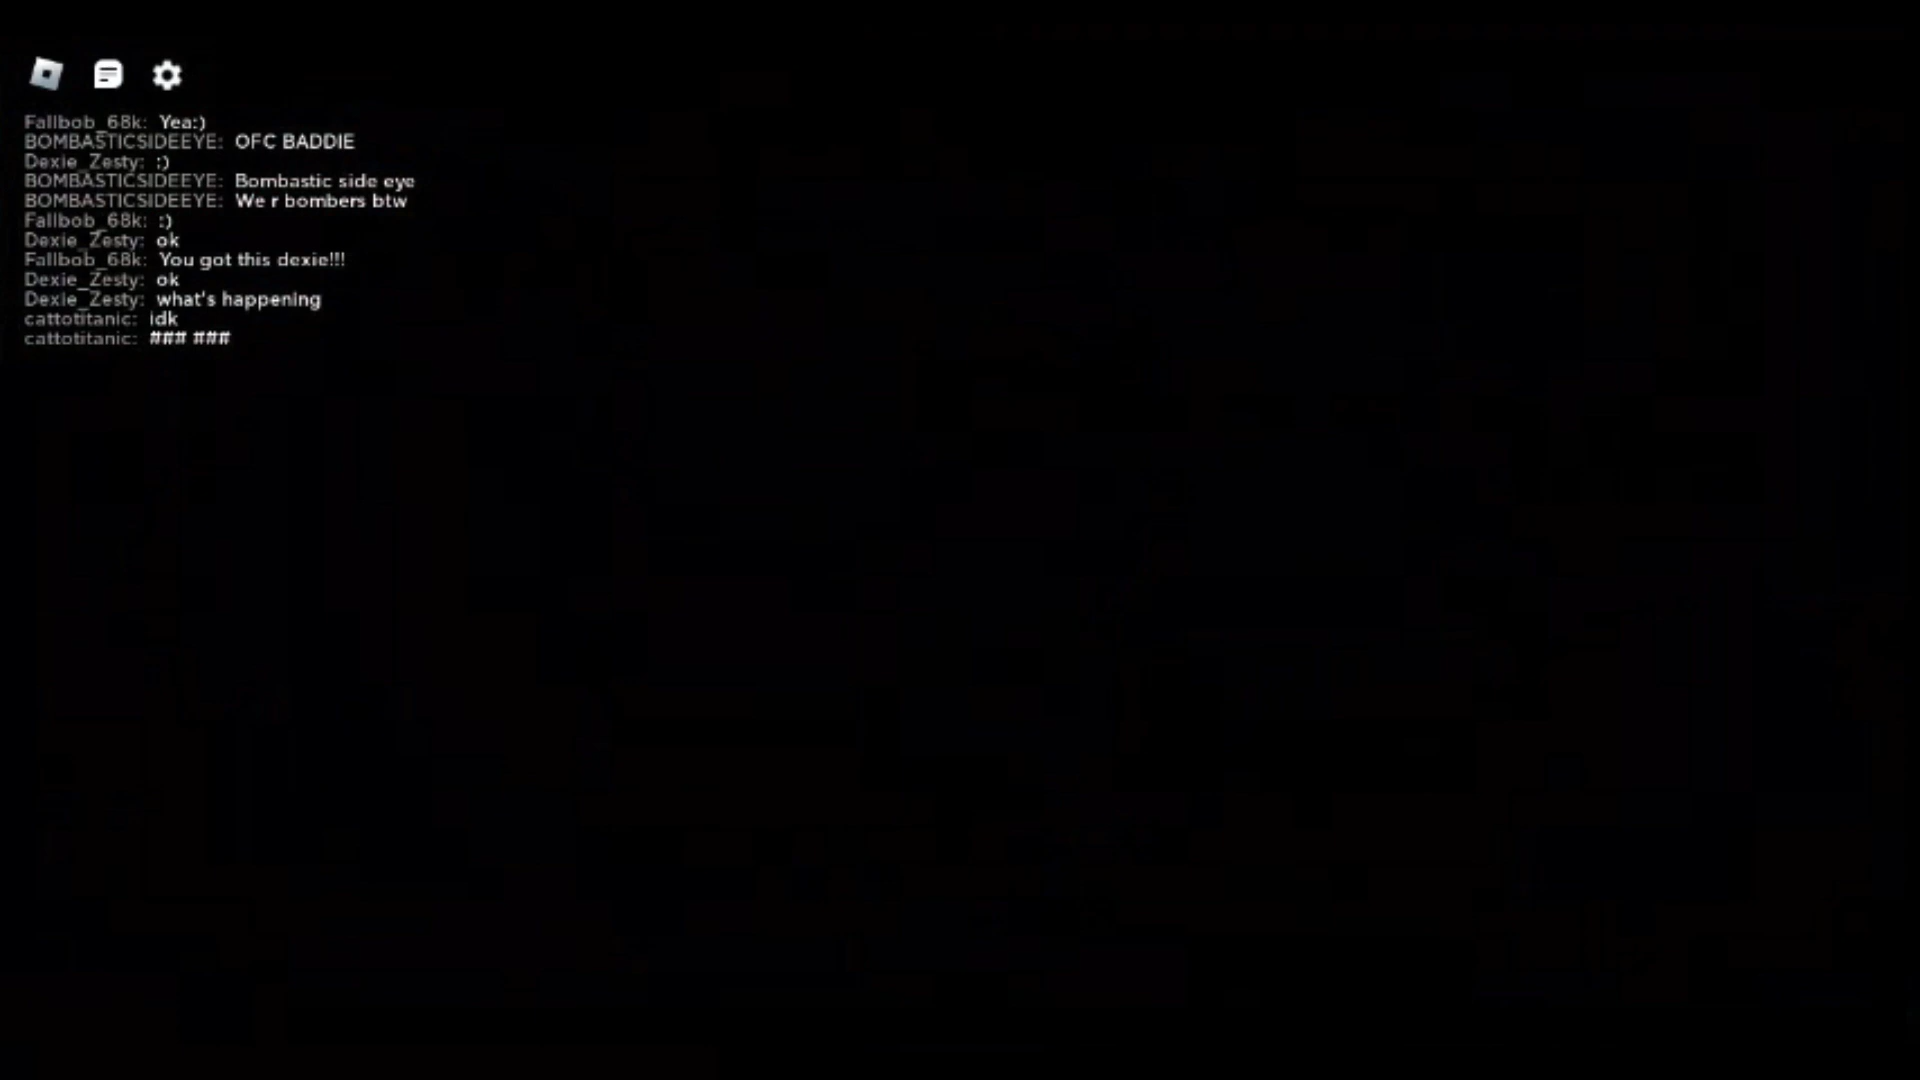 Fallbob_68k: Yea:)
BOMBASTICSIDEEYE: OFC BADDIE
Dexie_Zesty: :)
BOMBASTICSIDEEYE: Bombastic side eye
BOMBASTICSIDEEYE: We r bombers btw
Fallbob_68k: :)
Dexie_Zesty: ok
Fallbob_68k: You got this dexie!!!
Dexie_Zesty: ok
Dexie_Zesty: what's happening
cattotitanic: idk
cattotitanic: ### ###